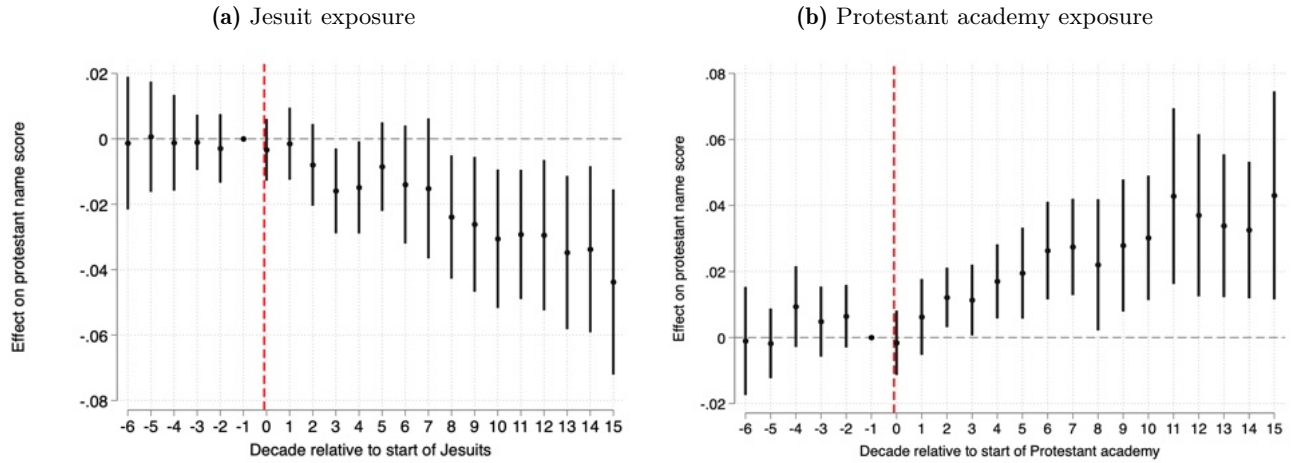 (a) Jesuit exposure
.02
0
-.02
-.04
-.06
-.08
Effect on protestant name score
-6 -5 -4 -3 -2 -1 0 1 2 3 4 5 6 7 8 9 10 11 12 13 14 15
Decade relative to start of Jesuits
(b) Protestant academy exposure
.08
.06
.04
.02
0
-.02
Effect on protestant name score
-6 -5 -4 -3 -2 -1 0 1 2 3 4 5 6 7 8 9 10 11 12 13 14 15
Decade relative to start of Protestant academy